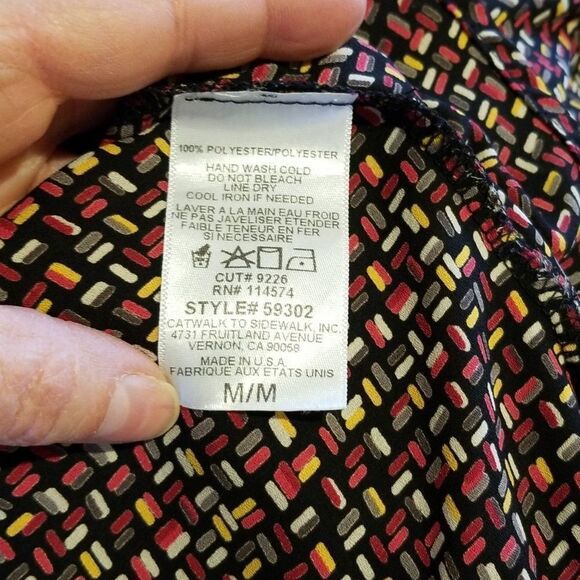 100% POLYESTER/POLYESTER
HAND WASH COLD
DO NOT BLEACH
LINE DRY
COOL IRON IF NEEDED
LAVER A LA MAIN EAU FROID
NE PAS JAVELISER ETENDER
FAIBLE TENEUR EN FER
SI NECESSAIRE
CUT# 9226
RN# 114574
STYLE# 59302
CATWALK TO SIDEWALK, INC.
4731 FRUITLAND AVENUE
VERNON, CA 90058
MADE IN U.S.A.
FABRIQUE AUX ETATS UNIS
M/M